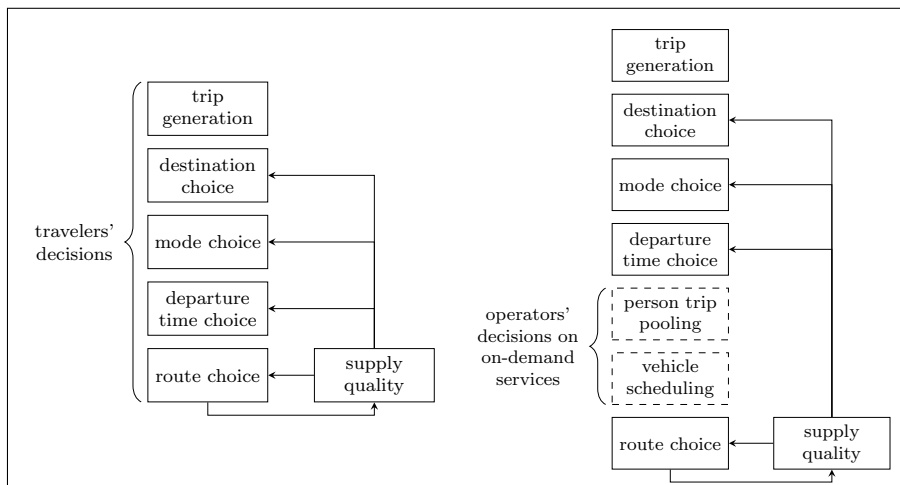 travelers'
decisions
trip
generation
destination
choice
mode choice
departure
time choice
route choice
supply
quality
trip
generation
destination
choice
mode choice
departure
time choice
operators'
decisions on
on-demand
services
person trip
pooling
vehicle
scheduling
route choice
supply
quality